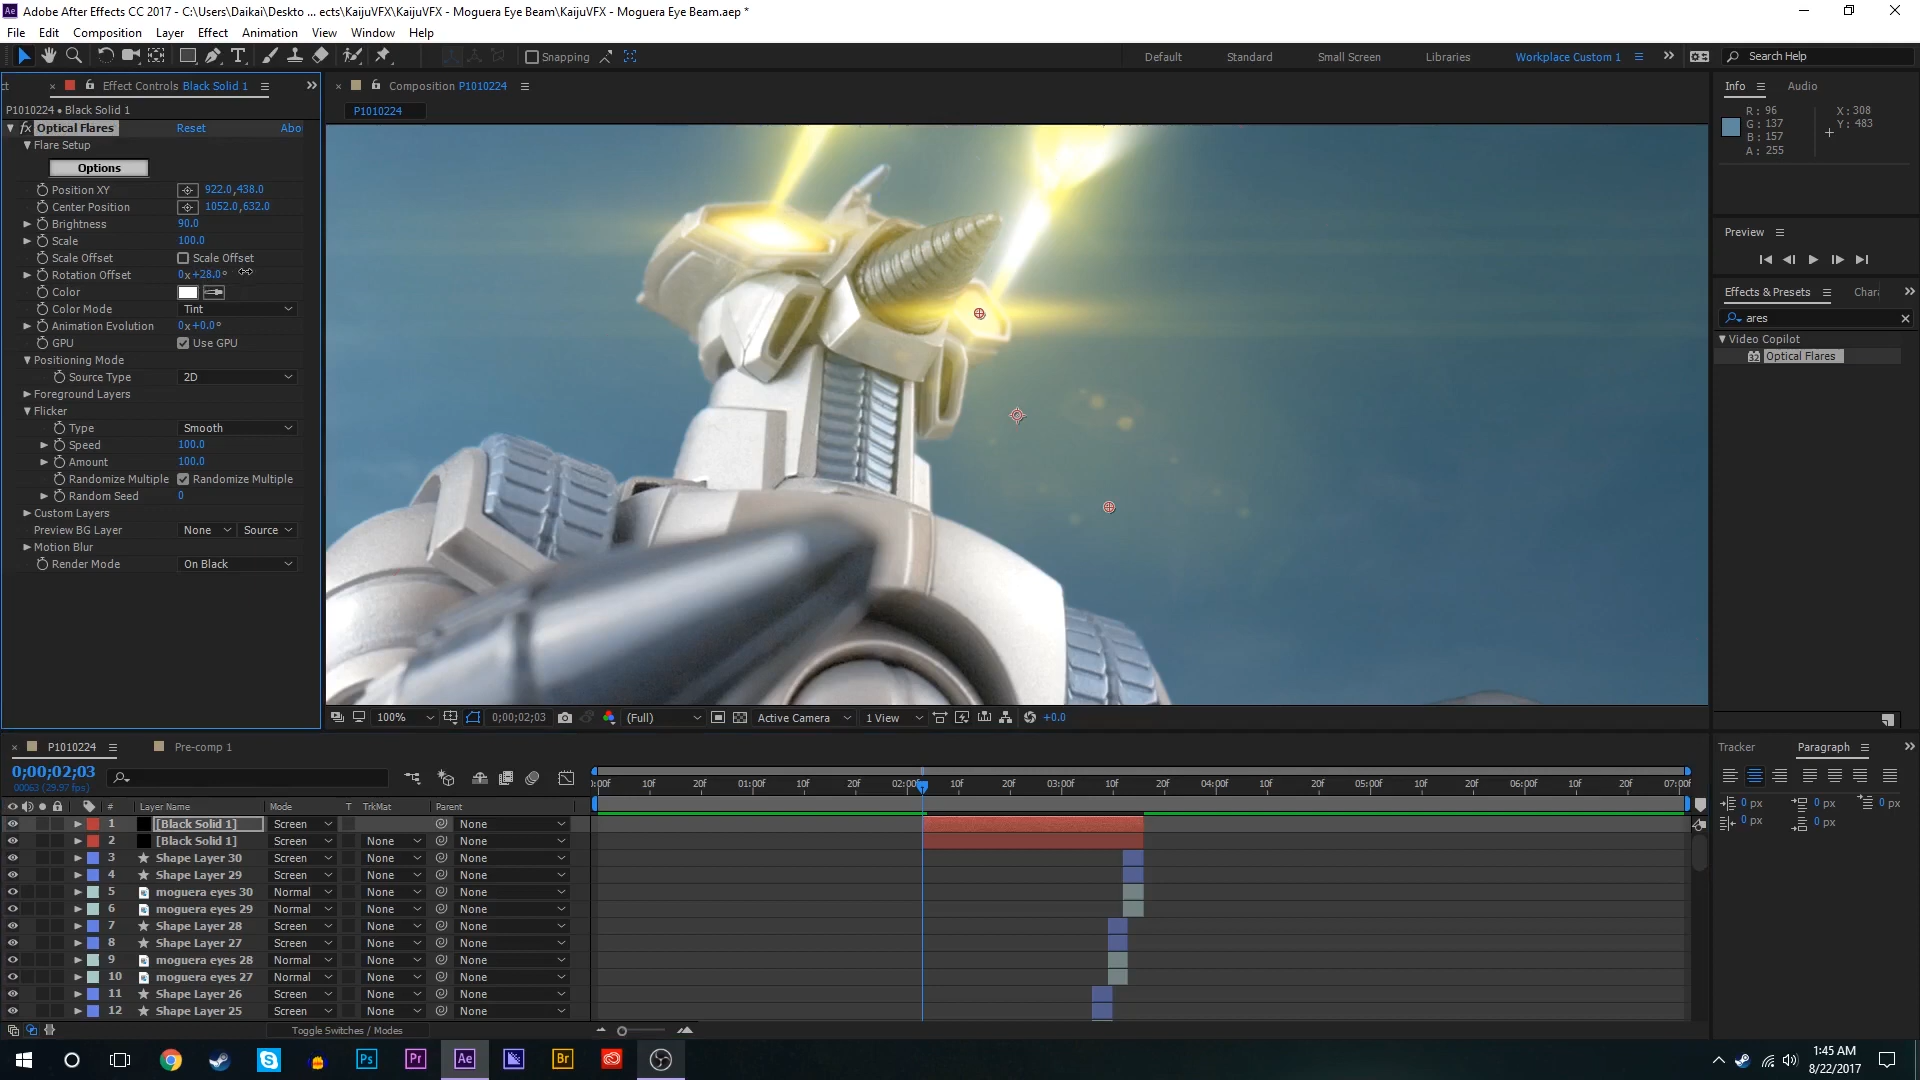 Adobe After Effects CC 2017 - C:\Users\Daikai\Deskto ... ects\KaijuVFX\KaijuVFX - Moguera Eye Beam\KaijuVFX - Moguera Eye Beam.aep *
File Edit Composition Layer Effect Animation View Window Help
Snapping Default Standard Small Screen Libraries Workplace Custom 1 Search Help
Effect Controls Black Solid 1
P1010224 • Black Solid 1
fx Optical Flares Reset Abo
Flare Setup
Options
Position XY 922.0,438.0
Center Position 1052.0,632.0
Brightness 90.0
Scale 100.0
Scale Offset Scale Offset
Rotation Offset 0x+28.0°
Color
Color Mode Tint
Animation Evolution 0x+0.0°
GPU Use GPU
Positioning Mode
Source Type 2D
Foreground Layers
Flicker
Type Smooth
Speed 100.0
Amount 100.0
Randomize Multiple Randomize Multiple
Random Seed 0
Custom Layers
Preview BG Layer None Source
Motion Blur
Render Mode On Black
Composition P1010224
P1010224
100% 0;00;02;03 (Full) Active Camera 1 View +0.0
Info Audio
R: 96 X: 308
G: 137 Y: 483
B: 157
A: 255
Preview
Effects & Presets Chara
ares
Video Copilot
32 Optical Flares
P1010224 Pre-comp 1
0;00;02;03
00063 (29.97 fps)
):00f 10f 20f 01:00f 10f 20f 02:00f 10f 20f 03:00f 10f 20f 04:00f 10f 20f 05:00f 10f 20f 06:00f 10f 20f 07:00f
# Layer Name Mode T TrkMat Parent
1 [Black Solid 1] Screen None
2 [Black Solid 1] Screen None None
3 Shape Layer 30 Screen None None
4 Shape Layer 29 Screen None None
5 moguera eyes 30 Normal None None
6 moguera eyes 29 Normal None None
7 Shape Layer 28 Screen None None
8 Shape Layer 27 Screen None None
9 moguera eyes 28 Normal None None
10 moguera eyes 27 Normal None None
11 Shape Layer 26 Screen None None
12 Shape Layer 25 Screen None None
Toggle Switches / Modes
Tracker Paragraph
0 px 0 px 0 px
0 px 0 px
Ps Pr Ae Br
1:45 AM
8/22/2017